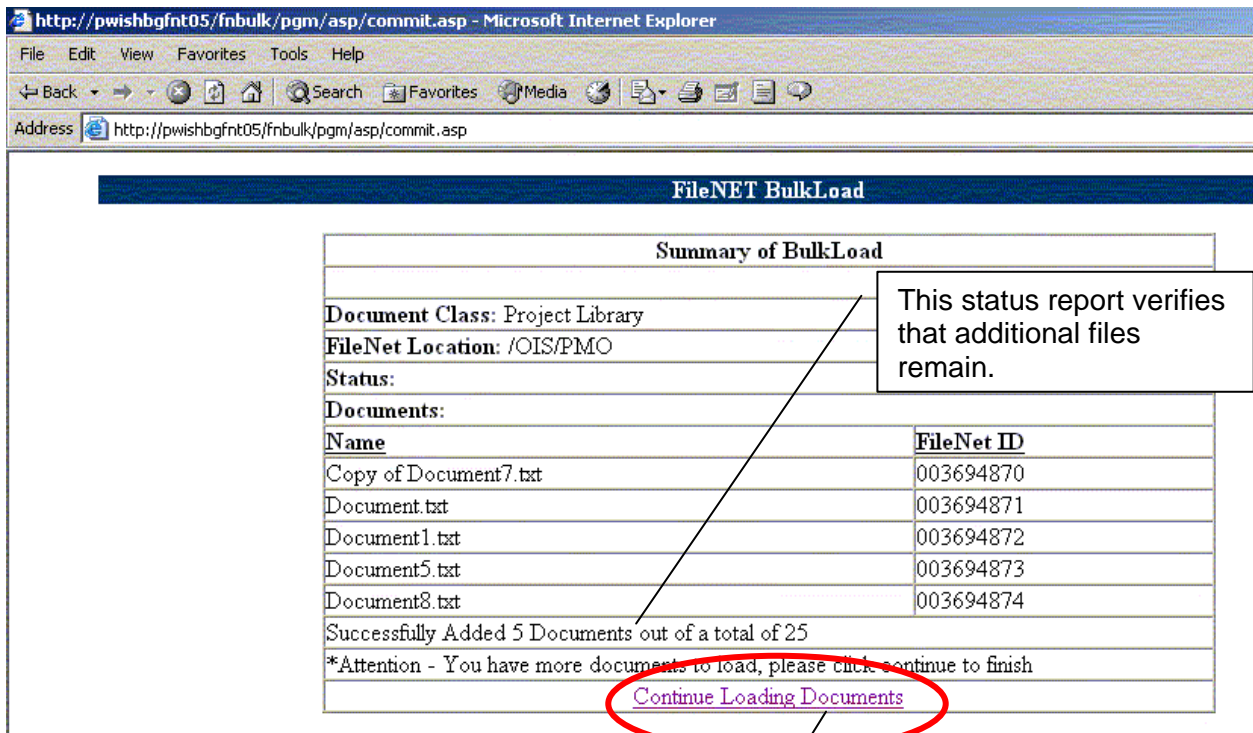 http://pwishbgfnt05/fnbulk/pgm/asp/commit.asp - Microsoft Internet Explorer
File Edit View Favorites Tools Help
Back Search Favorites Media
Address http://pwishbgfnt05/fnbulk/pgm/asp/commit.asp
FileNET BulkLoad
Summary of BulkLoad
This status report verifies
that additional files
remain.
Document Class: Project Library
FileNet Location: /OIS/PMO
Status:
Documents:
Name FileNet ID
Copy of Document7.txt 003694870
Document.txt 003694871
Document1.txt 003694872
Document5.txt 003694873
Document8.txt 003694874
Successfully Added 5 Documents out of a total of 25
*Attention - You have more documents to load, please click continue to finish
Continue Loading Documents